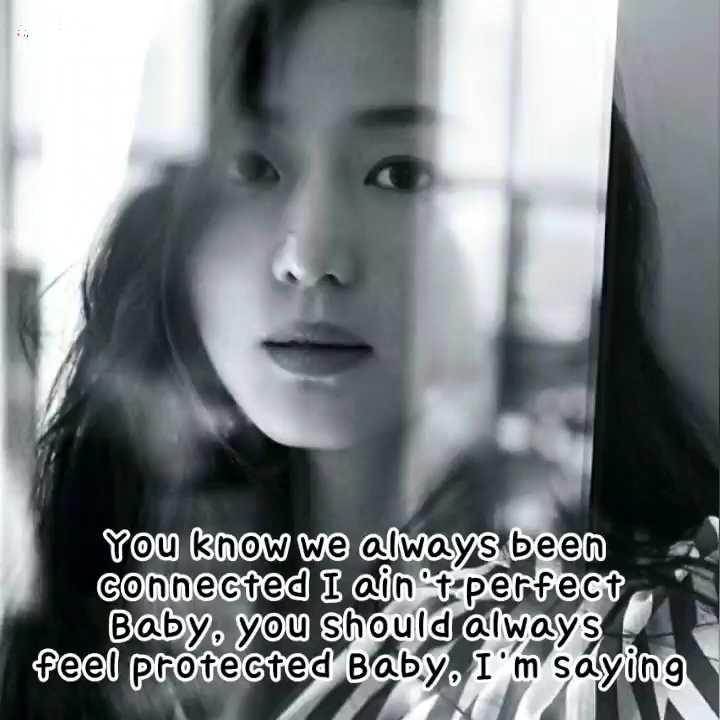 You know we always been
connected I ain't perfect
Baby, you should always
feel protected Baby, I'm saying